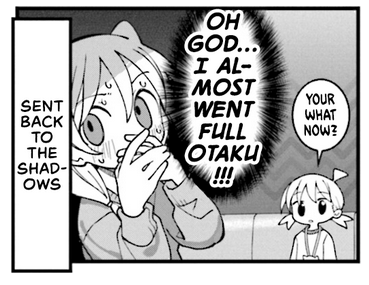 SENT
BACK
TO
THE
SHAD-
OWS
OH
GOD...
I AL-
MOST
WENT
FULL
OTAKU
!!!
YOUR
WHAT
NOW?